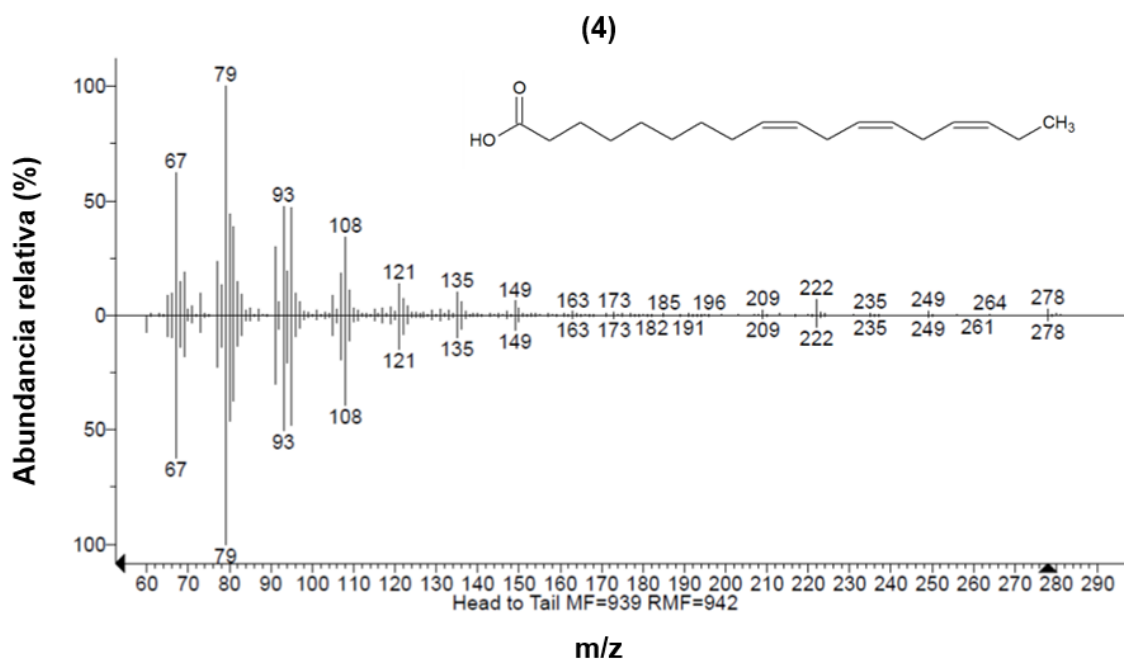 (4)
Abundancia relativa (%)
100
50
0
50
100
79
67
93
108
121
135
149
163 173 185 196 209 222 235 249 264 278
O
HO
CH3
163 173 182 191 209 222 235 249 261 278
149
135
121
108
93
67
79
60 70 80 90 100 110 120 130 140 150 160 170 180 190 200 210 220 230 240 250 260 270 280 290
Head to Tail MF=939 RMF=942
m/z